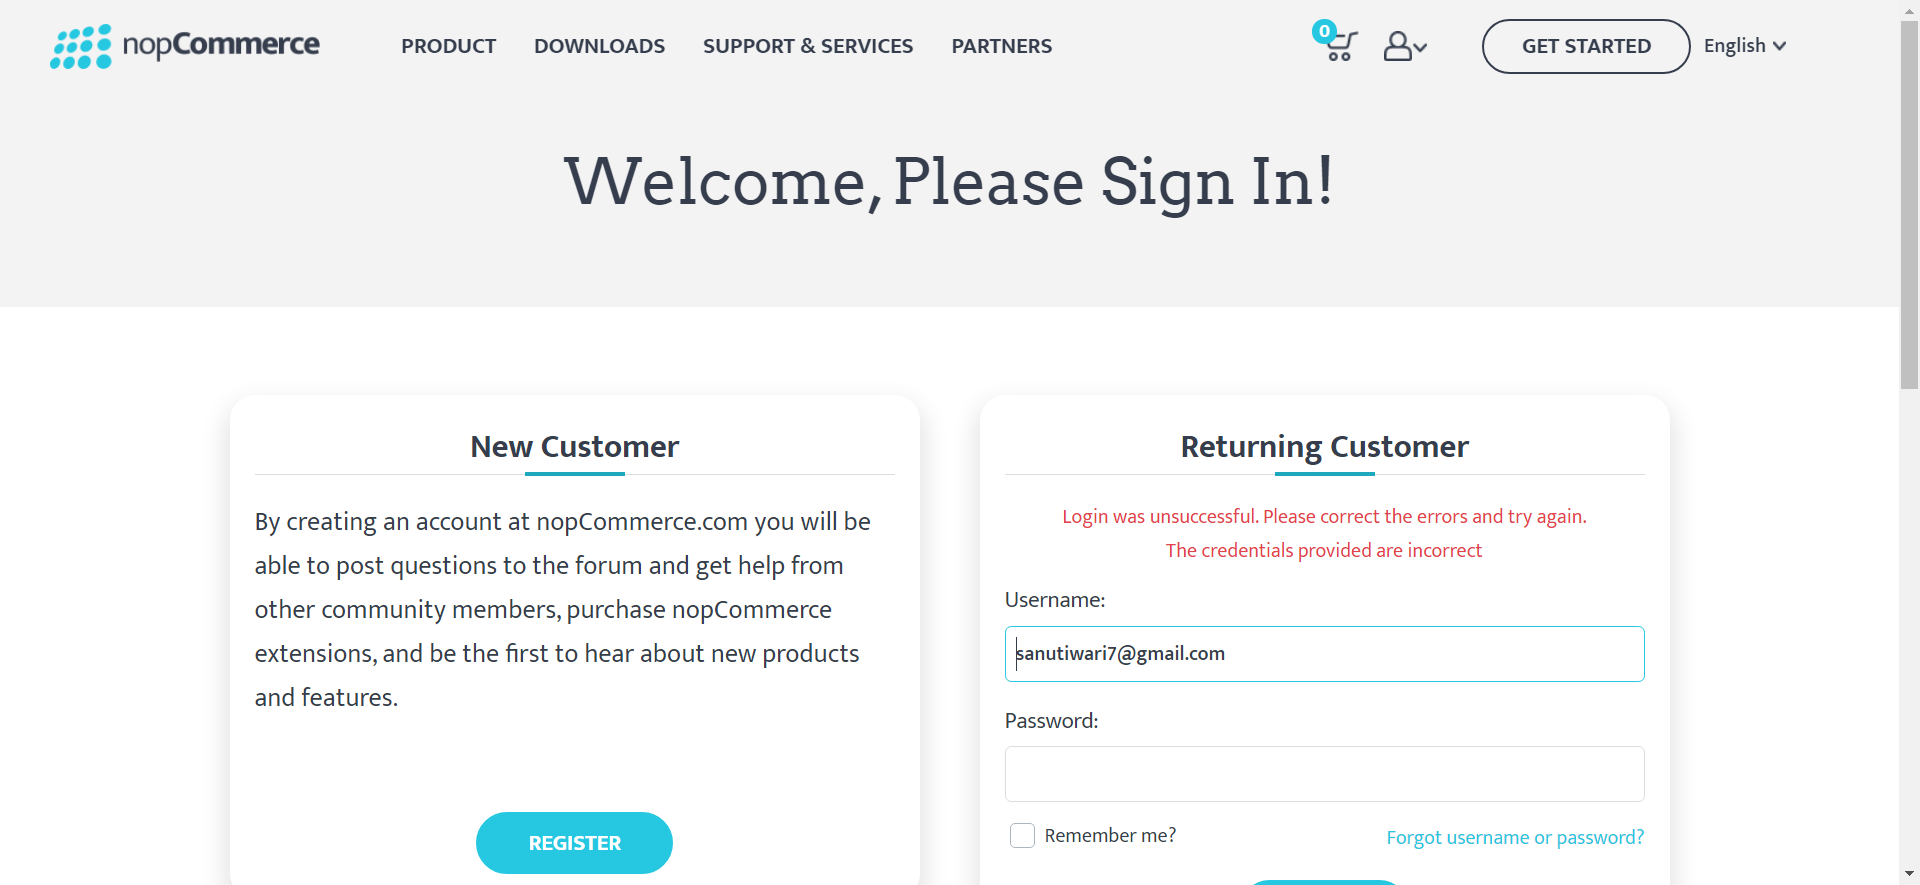 nopCommerce
PRODUCT DOWNLOADS SUPPORT & SERVICES PARTNERS
0
GET STARTED
English
Welcome, Please Sign In!
New Customer
By creating an account at nopCommerce.com you will be
able to post questions to the forum and get help from
other community members, purchase nopCommerce
extensions, and be the first to hear about new products
and features.
REGISTER
Returning Customer
Login was unsuccessful. Please correct the errors and try again.
The credentials provided are incorrect
Username:
sanutiwari7@gmail.com
Password:
Remember me?
Forgot username or password?